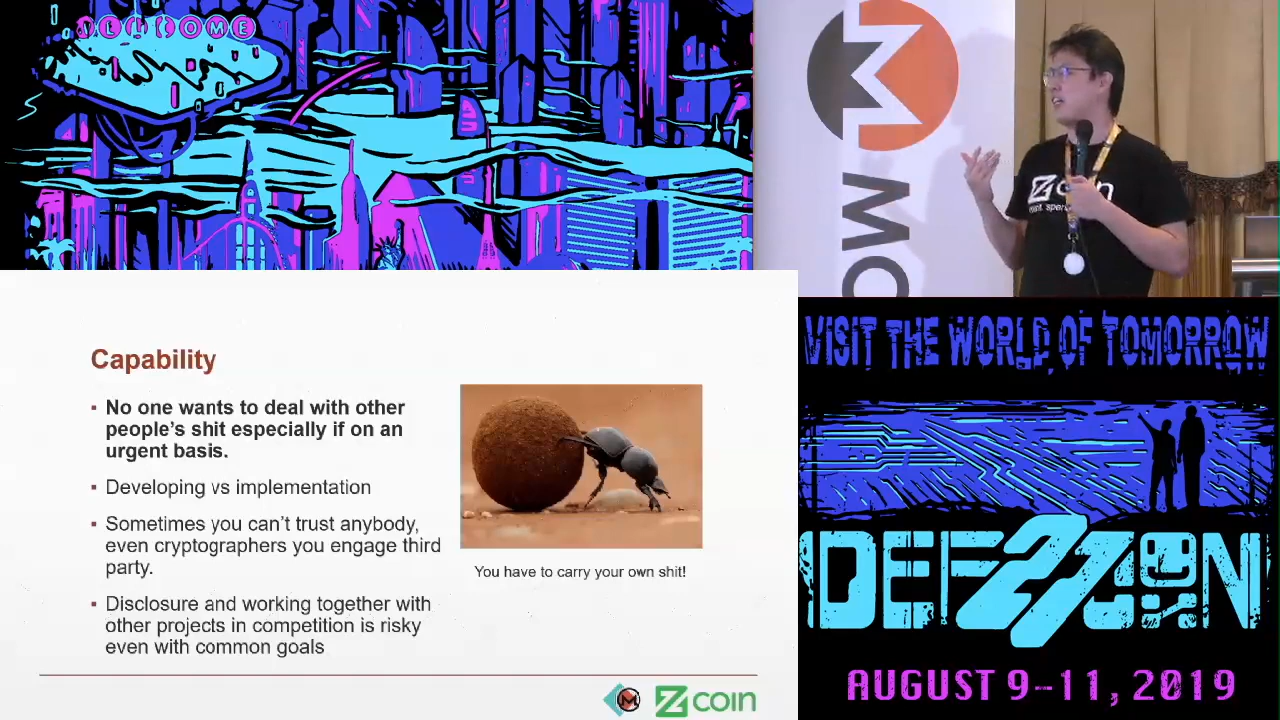 WELCOME
MO
Zcoin
Capability
No one wants to deal with other
people's shit especially if on an
urgent basis.
Developing vs implementation
Sometimes you can't trust anybody,
even cryptographers you engage third
party.
Disclosure and working together with
other projects in competition is risky
even with common goals
You have to carry your own shit!
Zcoin
VISIT THE WORLD OF TOMORROW
DEF27CON
AUGUST 9-11, 2019